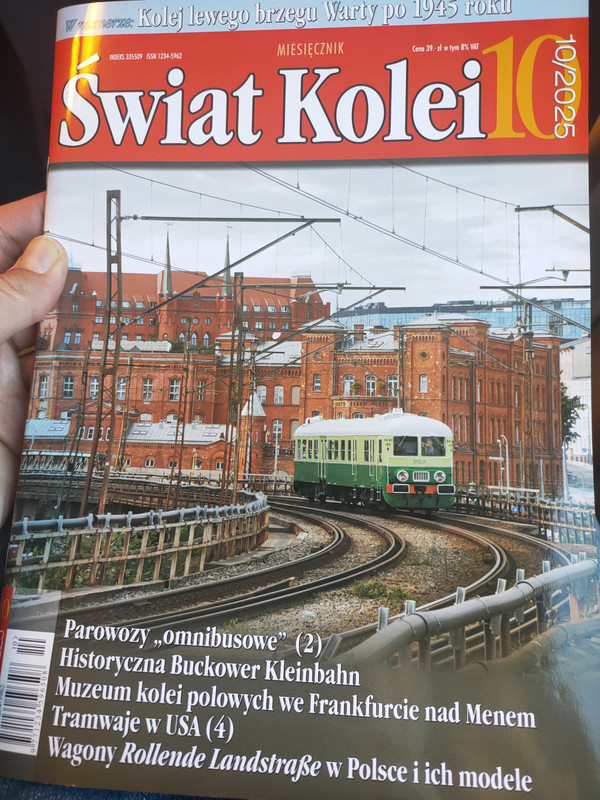 W numerze: Kolej lewego brzegu Warty po 1945 roku
INDEKS 335509 ISSN 1234-5962
MIESIĘCZNIK
Cena 39,- zł w tym 8% VAT
Świat Kolei 10
10/2025
Parowozy „omnibusowe” (2)
Historyczna Buckower Kleinbahn
Muzeum kolei polowych we Frankfurcie nad Menem
Tramwaje w USA (4)
Wagony Rollende Landstraße w Polsce i ich modele